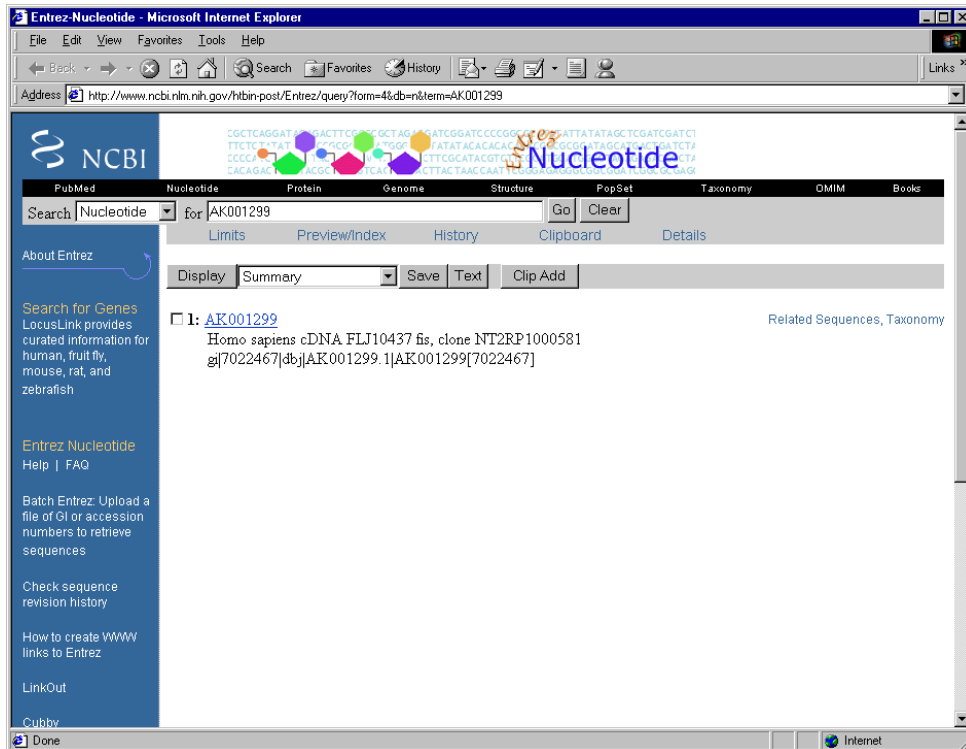 Entrez-Nucleotide - Microsoft Internet Explorer
File Edit View Favorites Tools Help
Back Search Favorites History Links »
Address http://www.ncbi.nlm.nih.gov/htbin-post/Entrez/query?form=4&db=n&term=AK001299
NCBI
Entrez Nucleotide
PubMed Nucleotide Protein Genome Structure PopSet Taxonomy OMIM Books
Search Nucleotide for AK001299 Go Clear
Limits Preview/Index History Clipboard Details
Display Summary Save Text Clip Add
1: AK001299 Related Sequences, Taxonomy
Homo sapiens cDNA FLJ10437 fis, clone NT2RP1000581
gi|7022467|dbj|AK001299.1|AK001299[7022467]
About Entrez
Search for Genes
LocusLink provides
curated information for
human, fruit fly,
mouse, rat, and
zebrafish
Entrez Nucleotide
Help | FAQ
Batch Entrez: Upload a
file of GI or accession
numbers to retrieve
sequences
Check sequence
revision history
How to create WWW
links to Entrez
LinkOut
Cubby
Done Internet